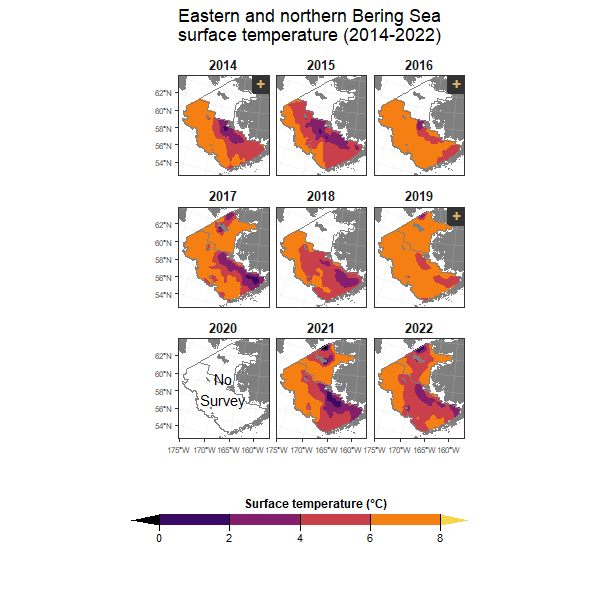 Eastern and northern Bering Sea
surface temperature (2014-2022)
2014 2015 2016
+ +
62°N
60°N
58°N
56°N
54°N
2017 2018 2019
+
62°N
60°N
58°N
56°N
54°N
2020 2021 2022
62°N
60°N
58°N
56°N
54°N
No
Survey
175°W 170°W 165°W 160°W 175°W 170°W 165°W 160°W 175°W 170°W 165°W 160°W
Surface temperature (°C)
0 2 4 6 8